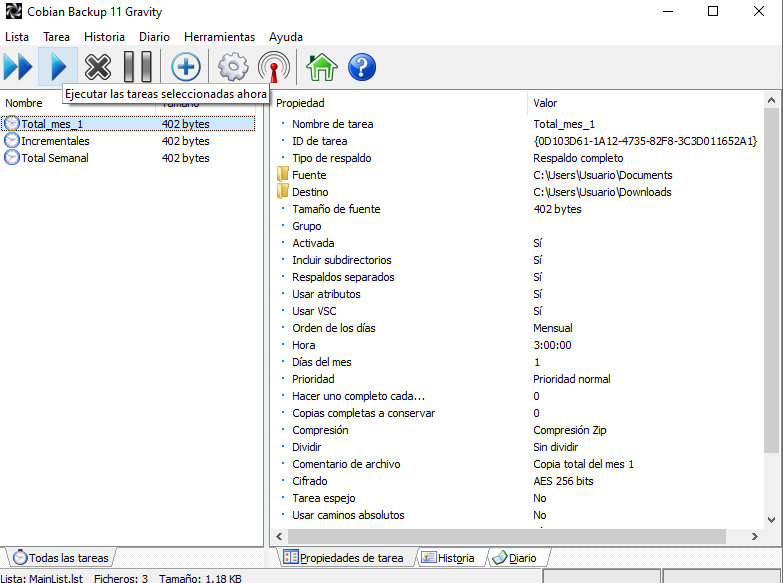 Cobian Backup 11 Gravity
Lista Tarea Historia Diario Herramientas Ayuda
Ejecutar las tareas seleccionadas ahora
Nombre Tamaño
Total_mes_1 402 bytes
Incrementales 402 bytes
Total Semanal 402 bytes
Propiedad Valor
Nombre de tarea Total_mes_1
ID de tarea {0D103D61-1A12-4735-82F8-3C3D011652A1}
Tipo de respaldo Respaldo completo
Fuente C:\Users\Usuario\Documents
Destino C:\Users\Usuario\Downloads
Tamaño de fuente 402 bytes
Grupo
Activada Sí
Incluir subdirectorios Sí
Respaldos separados Sí
Usar atributos Sí
Usar VSC Sí
Orden de los días Mensual
Hora 3:00:00
Días del mes 1
Prioridad Prioridad normal
Hacer uno completo cada... 0
Copias completas a conservar 0
Compresión Compresión Zip
Dividir Sin dividir
Comentario de archivo Copia total del mes 1
Cifrado AES 256 bits
Tarea espejo No
Usar caminos absolutos No
Todas las tareas
Propiedades de tarea Historia Diario
Lista: MainList.lst Ficheros: 3 Tamaño: 1,18 KB